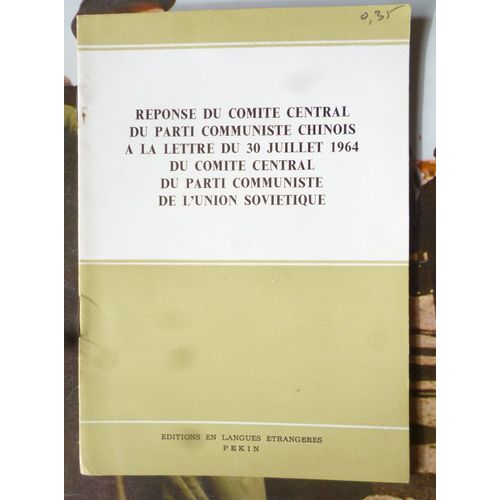 0,35
REPONSE DU COMITE CENTRAL
DU PARTI COMMUNISTE CHINOIS
A LA LETTRE DU 30 JUILLET 1964
DU COMITE CENTRAL
DU PARTI COMMUNISTE
DE L'UNION SOVIETIQUE
EDITIONS EN LANGUES ETRANGERES
PEKIN